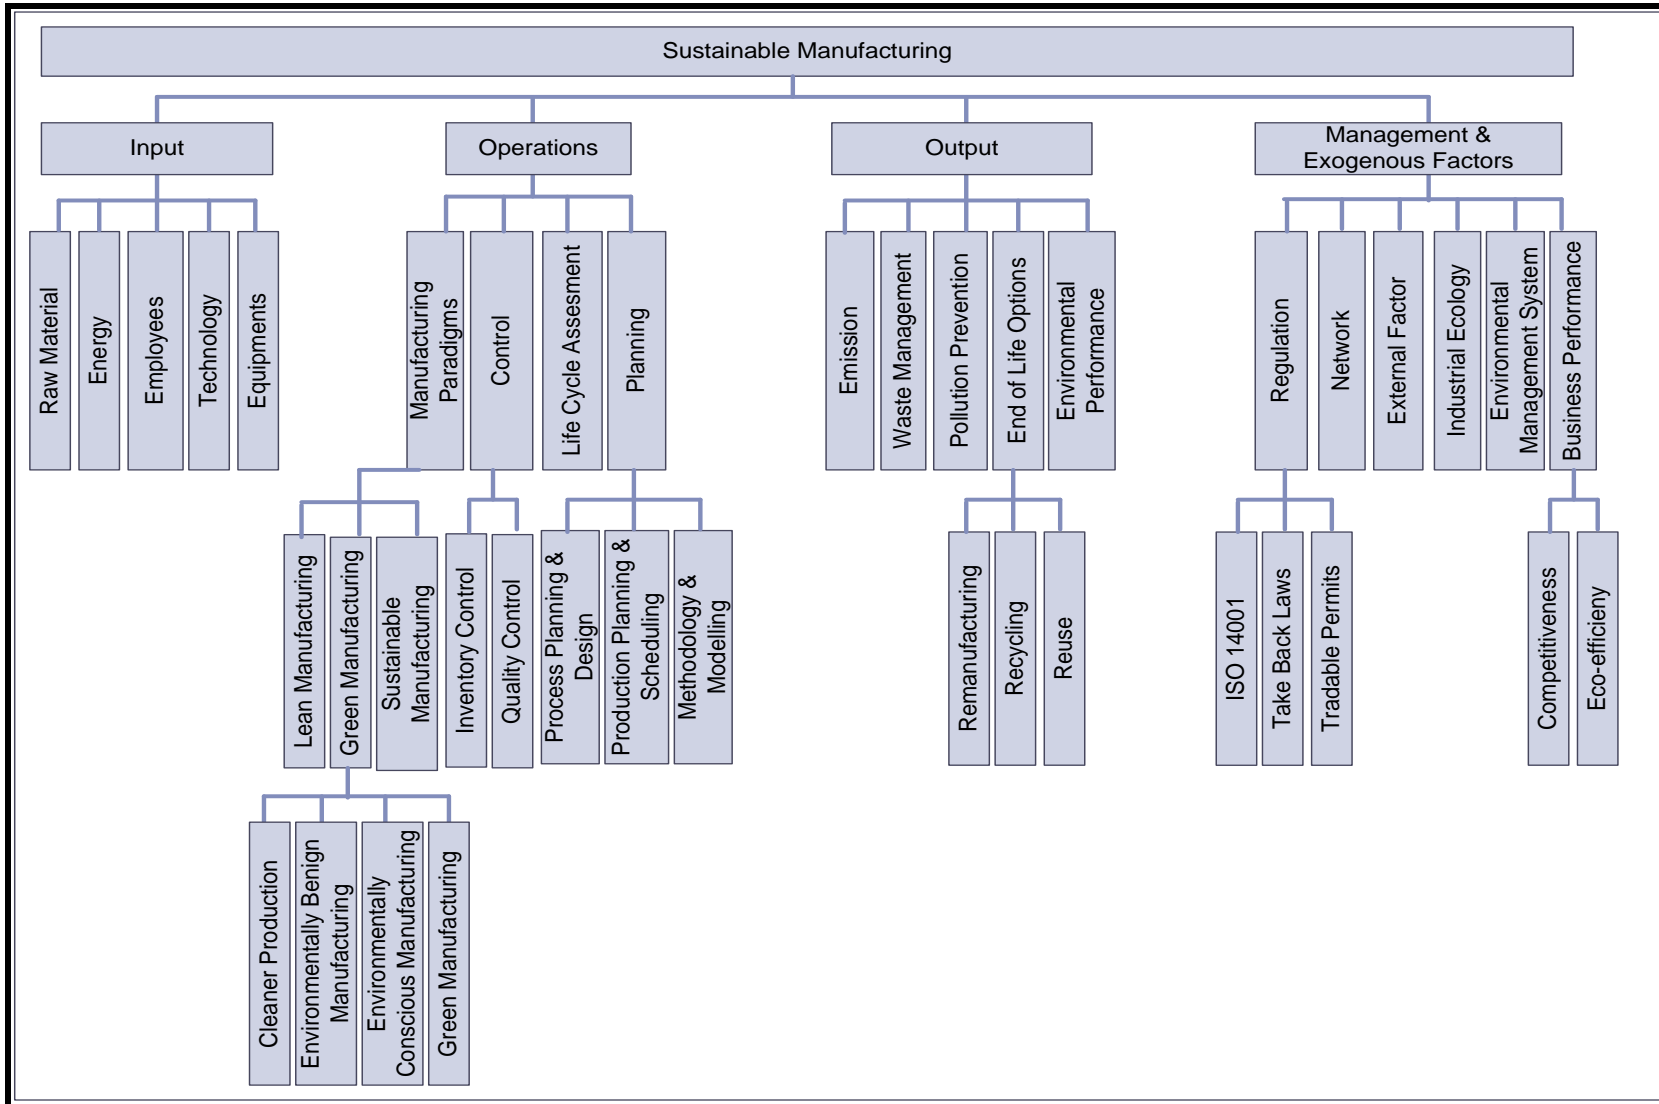 Sustainable Manufacturing
Input
Operations
Output
Management &
Exogenous Factors
Raw Material
Energy
Employees
Technology
Equipments
Manufacturing
Paradigms
Control
Life Cycle Assessment
Planning
Emission
Waste Management
Pollution Prevention
End of Life Options
Environmental
Performance
Regulation
Network
External Factor
Industrial Ecology
Environmental
Management System
Business Performance
Lean Manufacturing
Green Manufacturing
Sustainable
Manufacturing
Inventory Control
Quality Control
Process Planning &
Design
Production Planning &
Scheduling
Methodology &
Modelling
Remanufacturing
Recycling
Reuse
ISO 14001
Take Back Laws
Tradable Permits
Competitiveness
Eco-efficieny
Cleaner Production
Environmentally Benign
Manufacturing
Environmentally
Conscious Manufacturing
Green Manufacturing